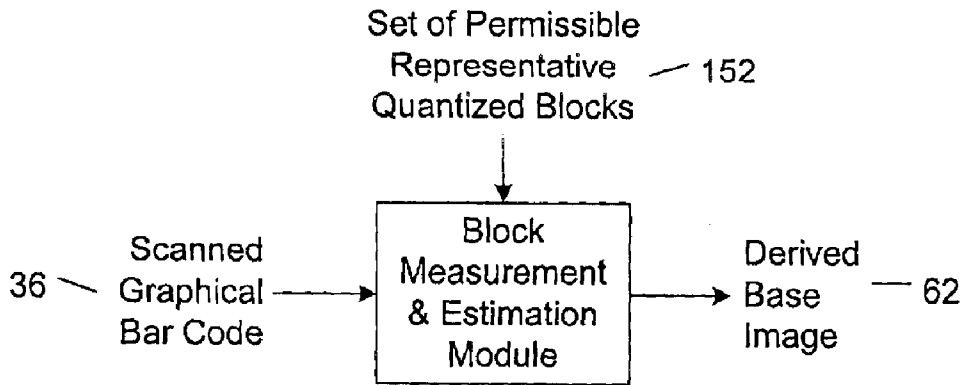 Set of Permissible
Representative
Quantized Blocks
152
Scanned
Graphical
Bar Code
36
Block
Measurement
& Estimation
Module
Derived
Base
Image
62